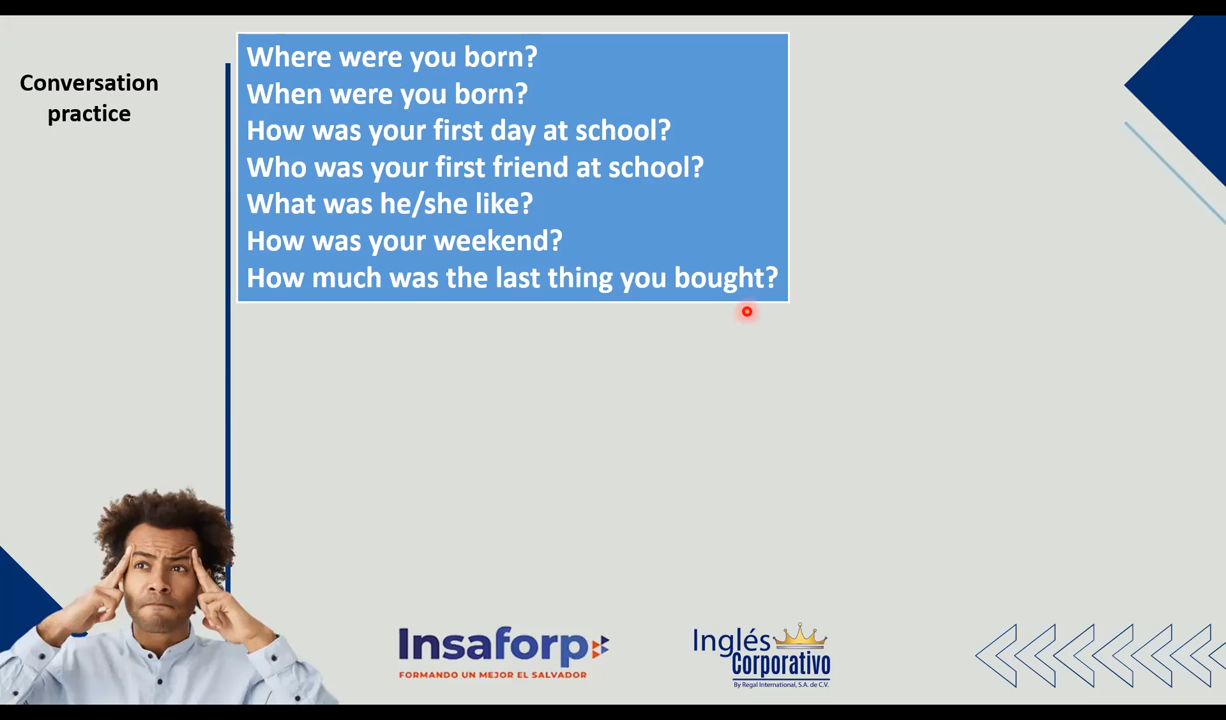 Conversation
practice
Where were you born?
When were you born?
How was your first day at school?
Who was your first friend at school?
What was he/she like?
How was your weekend?
How much was the last thing you bought?
Insaforp
FORMANDO UN MEJOR EL SALVADOR
Inglés
Corporativo
By Regal International, S.A. de C.V.